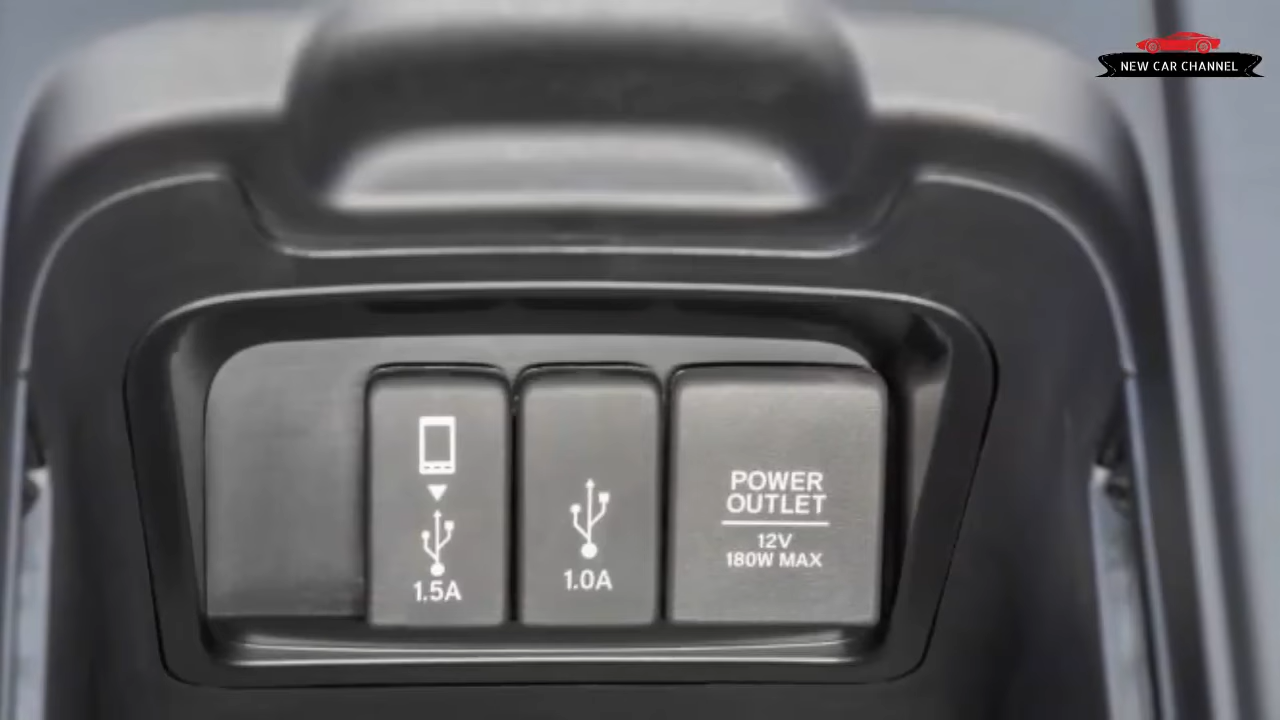 NEW CAR CHANNEL
1.5A
1.0A
POWER
OUTLET
12V
180W MAX